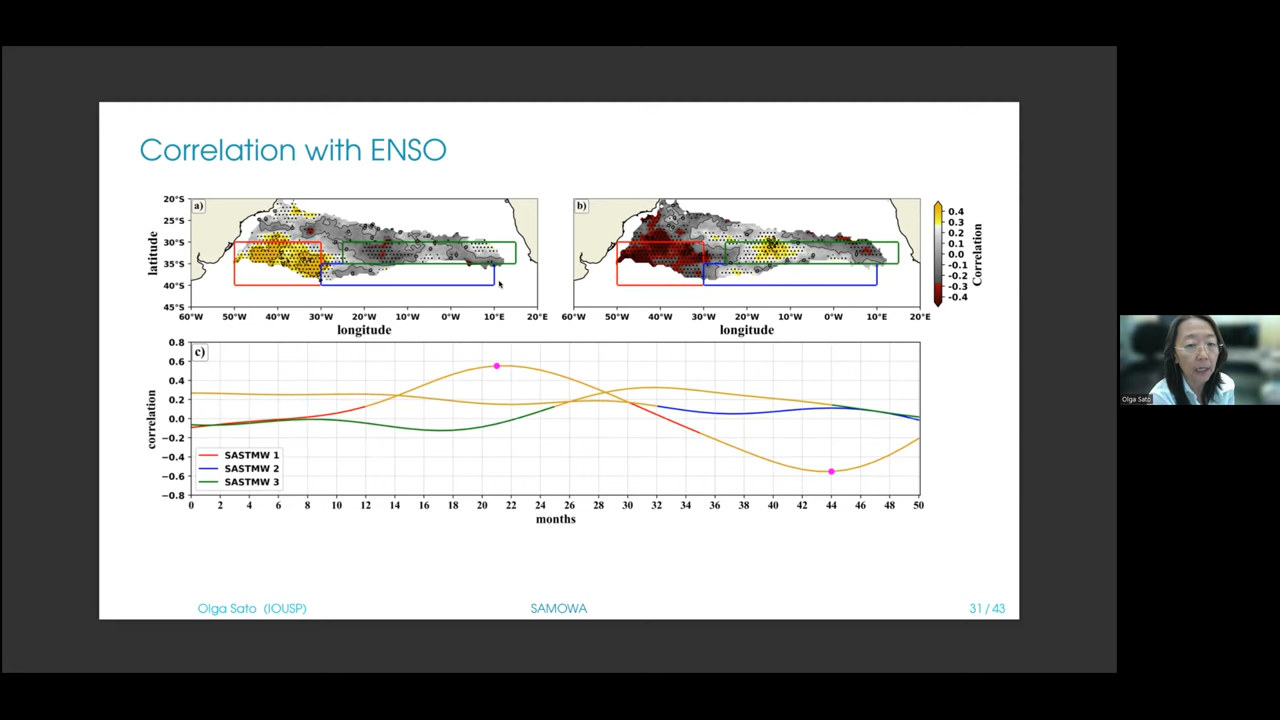 Correlation with ENSO
a)
b)
20°S
25°S
30°S
35°S
40°S
45°S
latitude
60°W 50°W 40°W 30°W 20°W 10°W 0°W 10°E 20°E
longitude
60°W 50°W 40°W 30°W 20°W 10°W 0°W 10°E 20°E
longitude
0.4
0.3
0.2
0.1
0.0
-0.1
-0.2
-0.3
-0.4
Correlation
c)
0.8
0.6
0.4
0.2
0.0
−0.2
−0.4
−0.6
−0.8
correlation
SASTMW 1
SASTMW 2
SASTMW 3
0 2 4 6 8 10 12 14 16 18 20 22 24 26 28 30 32 34 36 38 40 42 44 46 48 50
months
Olga Sato (IOUSP) SAMOWA 31 / 43
Olga Sato